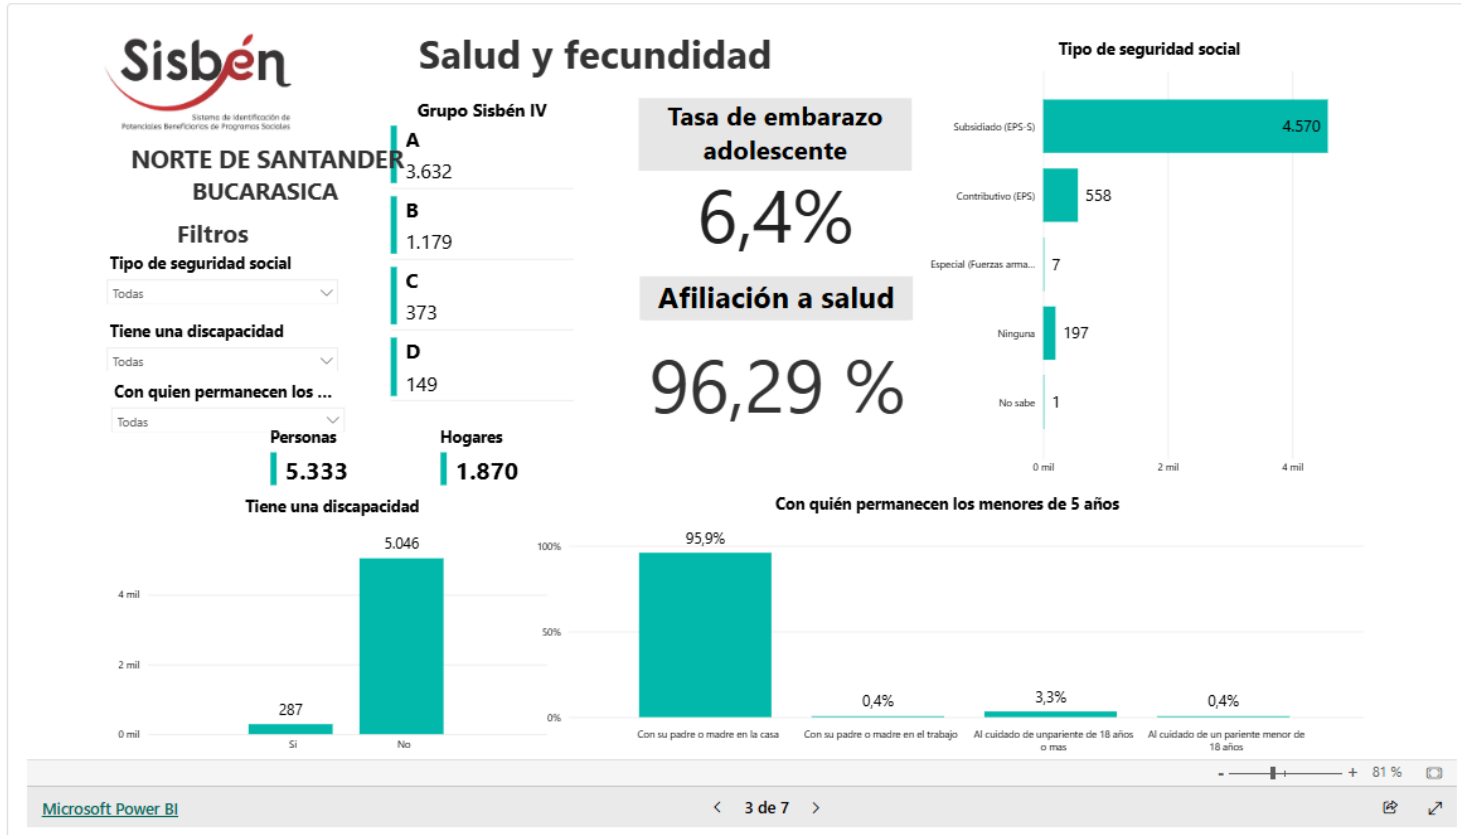 Sisbén
Sistema de Identificación de
Potenciales Beneficiarios de Programas Sociales
NORTE DE SANTANDER
BUCARASICA
Filtros
Tipo de seguridad social
Todas
Tiene una discapacidad
Todas
Con quien permanecen los ...
Todas
Salud y fecundidad
Grupo Sisbén IV
A
3.632
B
1.179
C
373
D
149
Personas
5.333
Hogares
1.870
Tasa de embarazo
adolescente
6,4%
Afiliación a salud
96,29 %
Tipo de seguridad social
Subsidiado (EPS-S)
4.570
Contributivo (EPS)
558
Especial (Fuerzas arma...
7
Ninguna
197
No sabe
1
0 mil
2 mil
4 mil
Tiene una discapacidad
4 mil
2 mil
0 mil
287
5.046
Si
No
Con quién permanecen los menores de 5 años
100%
50%
0%
95,9%
0,4%
3,3%
0,4%
Con su padre o madre en la casa
Con su padre o madre en el trabajo
Al cuidado de unpariente de 18 años
o mas
Al cuidado de un pariente menor de
18 años
- + 81 %
Microsoft Power BI
3 de 7